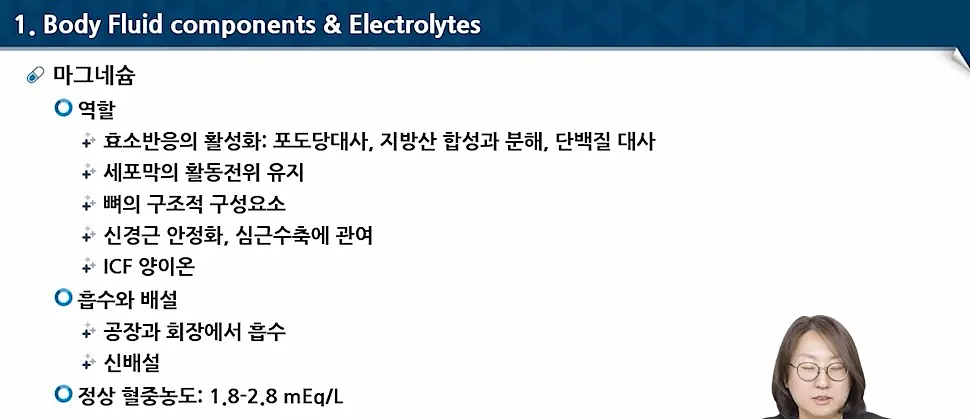 1. Body Fluid components & Electrolytes
마그네슘
역할
효소반응의 활성화: 포도당대사, 지방산 합성과 분해, 단백질 대사
세포막의 활동전위 유지
뼈의 구조적 구성요소
신경근 안정화, 심근수축에 관여
ICF 양이온
흡수와 배설
공장과 회장에서 흡수
신배설
정상 혈중농도: 1.8-2.8 mEq/L